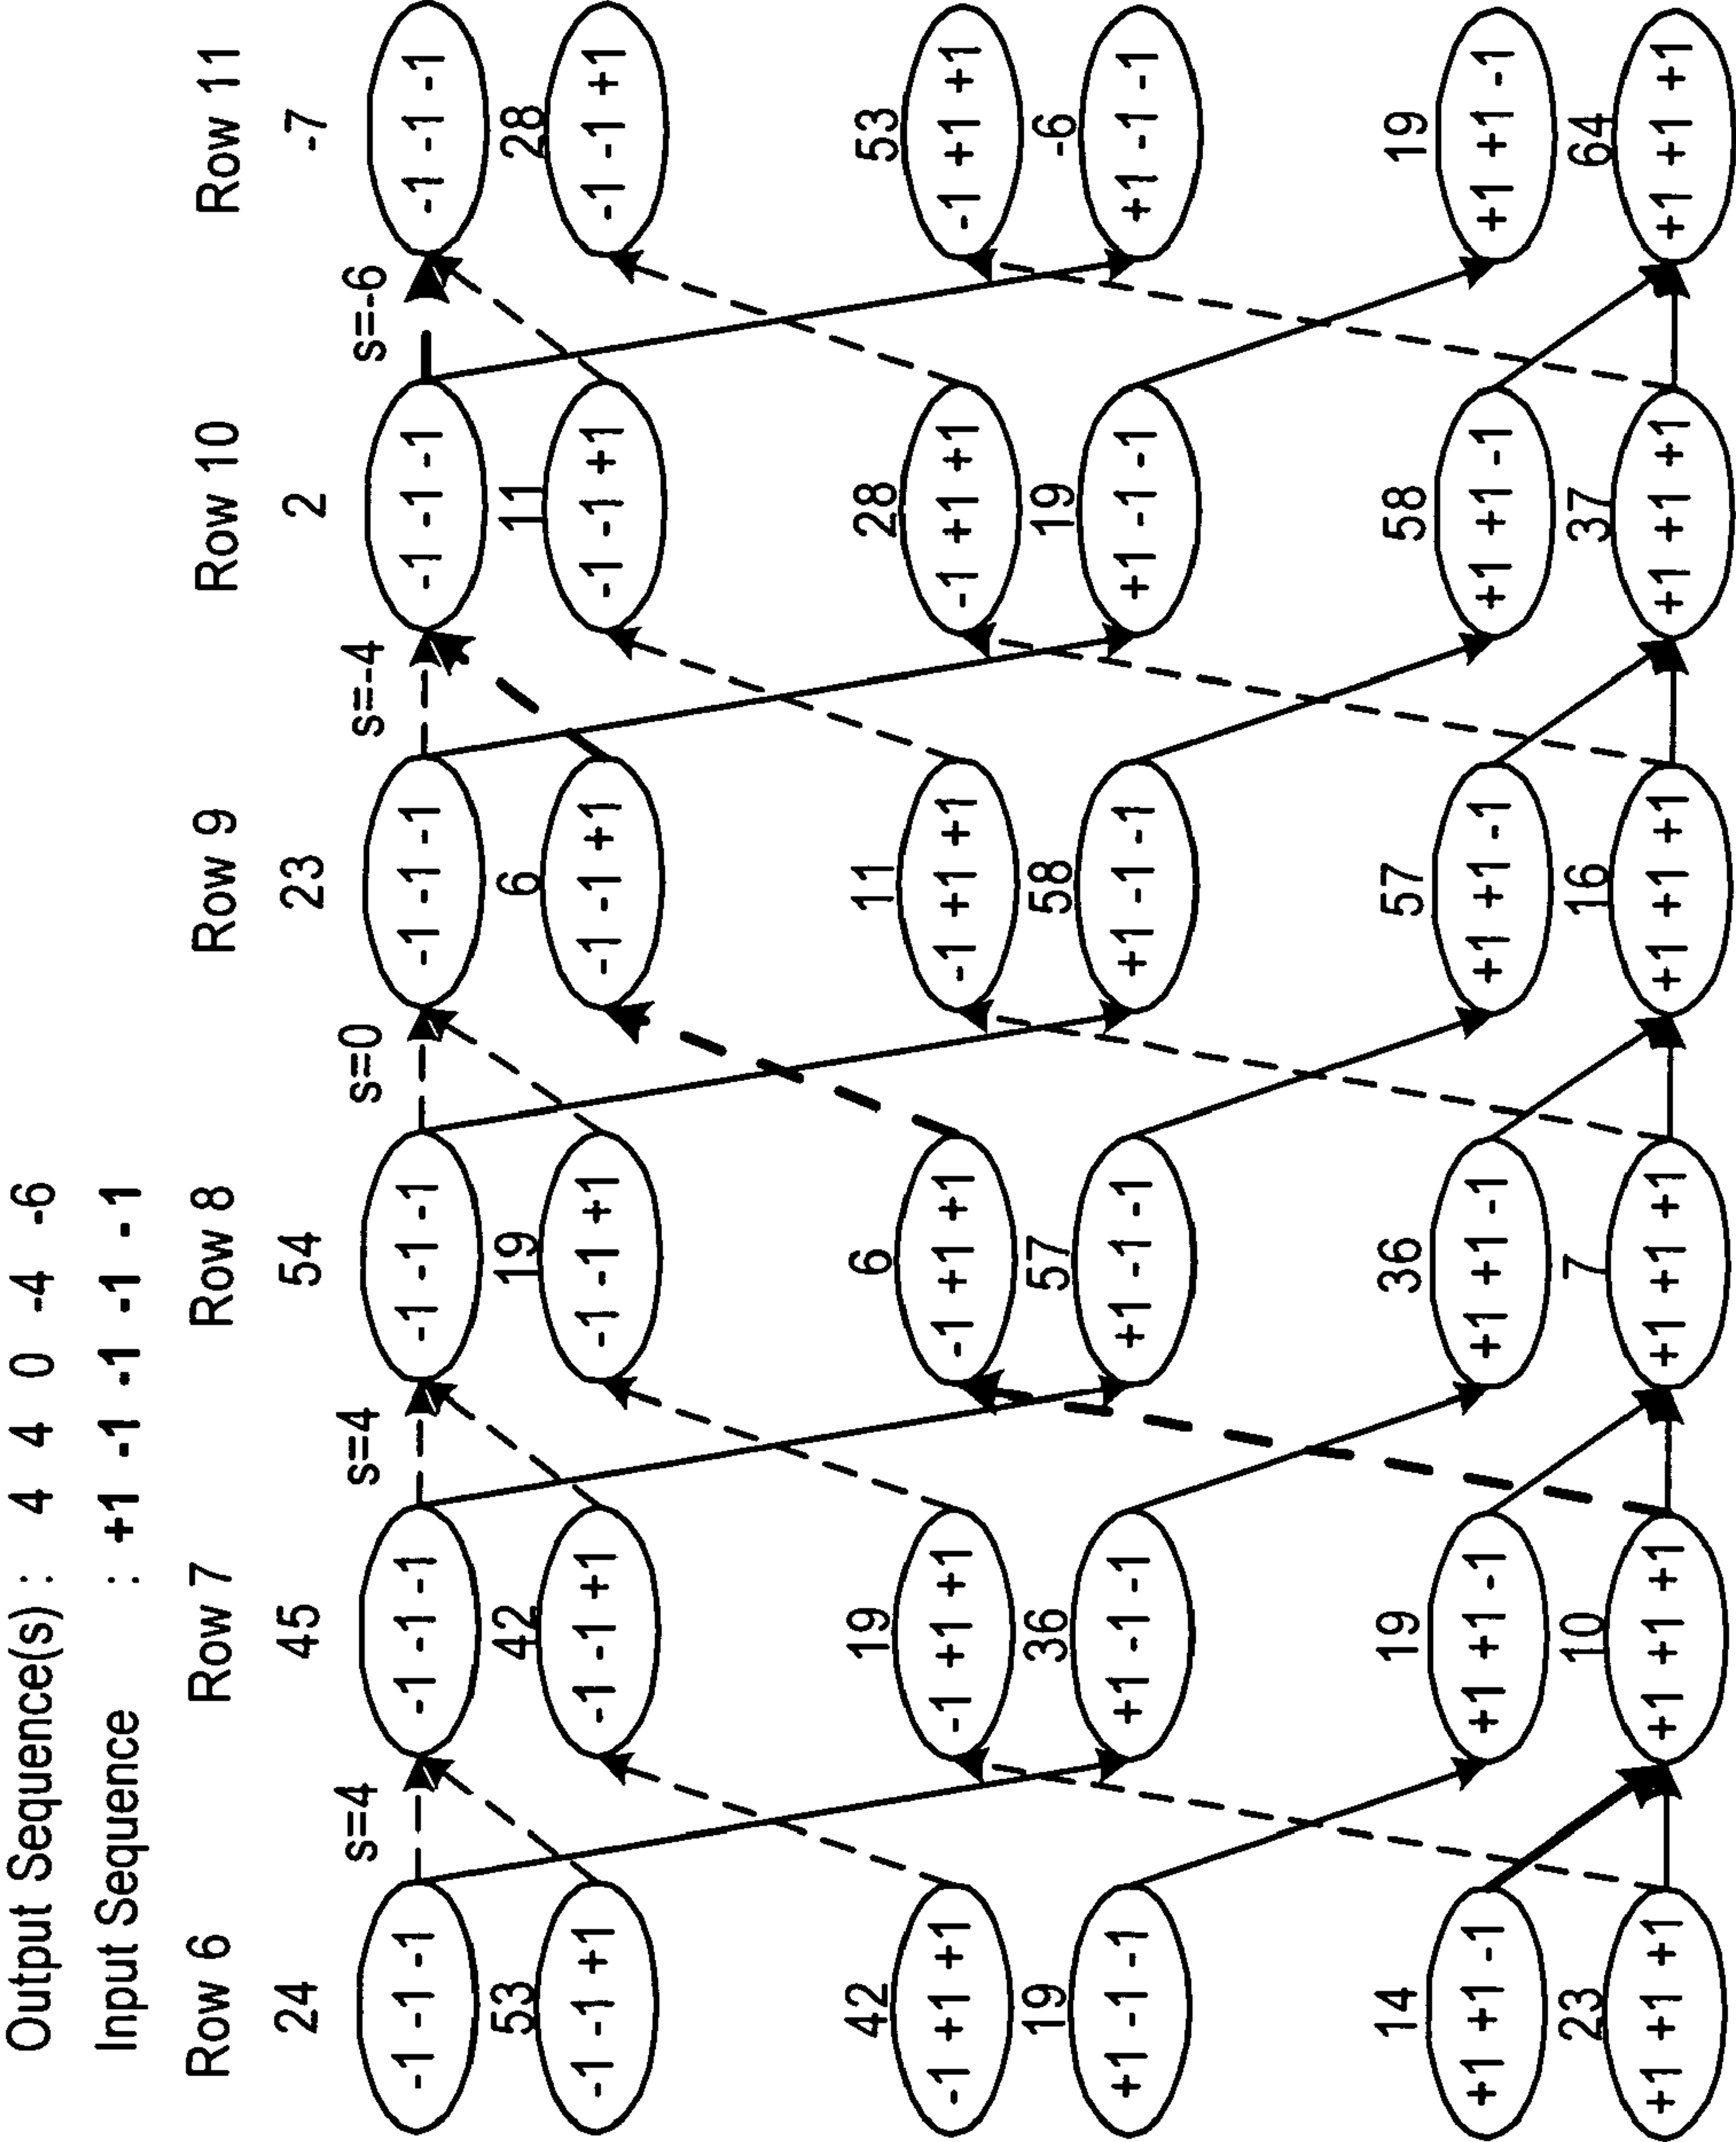 Output Sequence(s) : 4 4 0 -4 -6
Input Sequence : +1 -1 -1 -1 -1
Row 6 Row 7 Row 8 Row 9 Row 10 Row 11
24 45 54 23 2 -7
s=4 s=4 s=0 s=-4 s=-6
-1 -1 -1 -1 -1 -1 -1 -1 -1 -1 -1 -1 -1 -1 -1 -1 -1 -1
53 42 19 6 11 28
-1 -1 +1 -1 -1 +1 -1 -1 +1 -1 -1 +1 -1 -1 +1 -1 -1 +1
42 19 6 11 28 53
-1 +1 +1 -1 +1 +1 -1 +1 +1 -1 +1 +1 -1 +1 +1 -1 +1 +1
19 36 57 58 19 -6
+1 -1 -1 +1 -1 -1 +1 -1 -1 +1 -1 -1 +1 -1 -1 +1 -1 -1
14 19 36 57 58 19
+1 +1 -1 +1 +1 -1 +1 +1 -1 +1 +1 -1 +1 +1 -1 +1 +1 -1
23 10 7 16 37 64
+1 +1 +1 +1 +1 +1 +1 +1 +1 +1 +1 +1 +1 +1 +1 +1 +1 +1